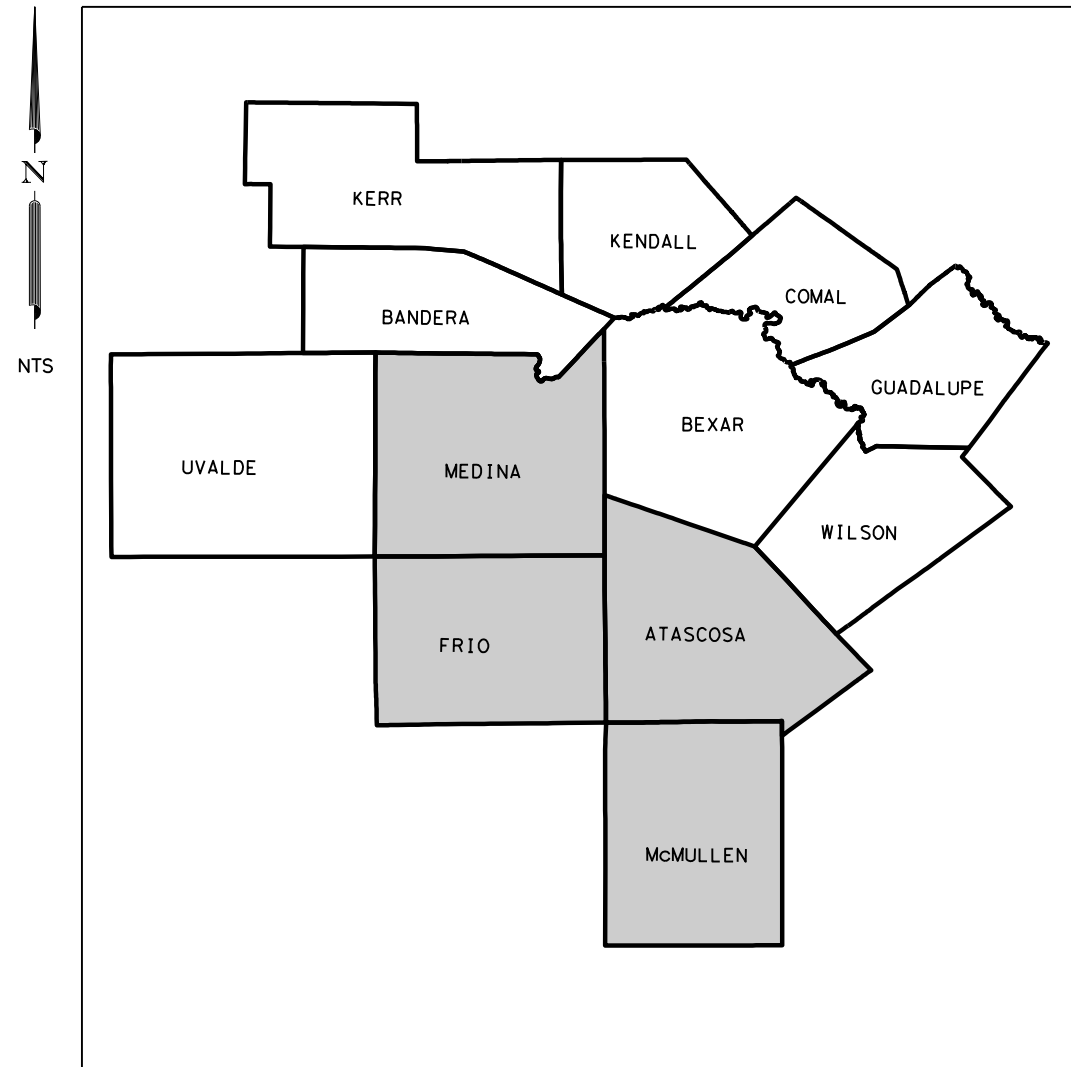 N
NTS
KERR
KENDALL
COMAL
BANDERA
GUADALUPE
BEXAR
UVALDE
MEDINA
WILSON
FRIO
ATASCOSA
McMULLEN